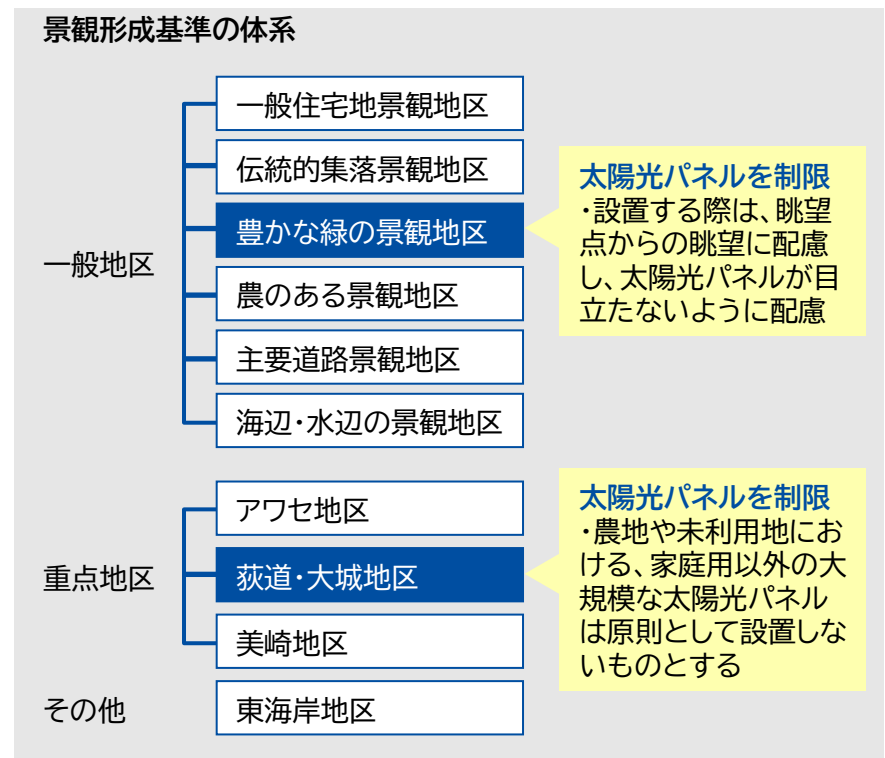 景観形成基準の体系
一般地区
一般住宅地景観地区
伝統的集落景観地区
豊かな緑の景観地区
農のある景観地区
主要道路景観地区
海辺・水辺の景観地区
太陽光パネルを制限
・設置する際は、眺望
点からの眺望に配慮
し、太陽光パネルが目
立たないように配慮
重点地区
アワセ地区
荻道・大城地区
美崎地区
太陽光パネルを制限
・農地や未利用地にお
ける、家庭用以外の大
規模な太陽光パネル
は原則として設置しな
いものとする
その他
東海岸地区